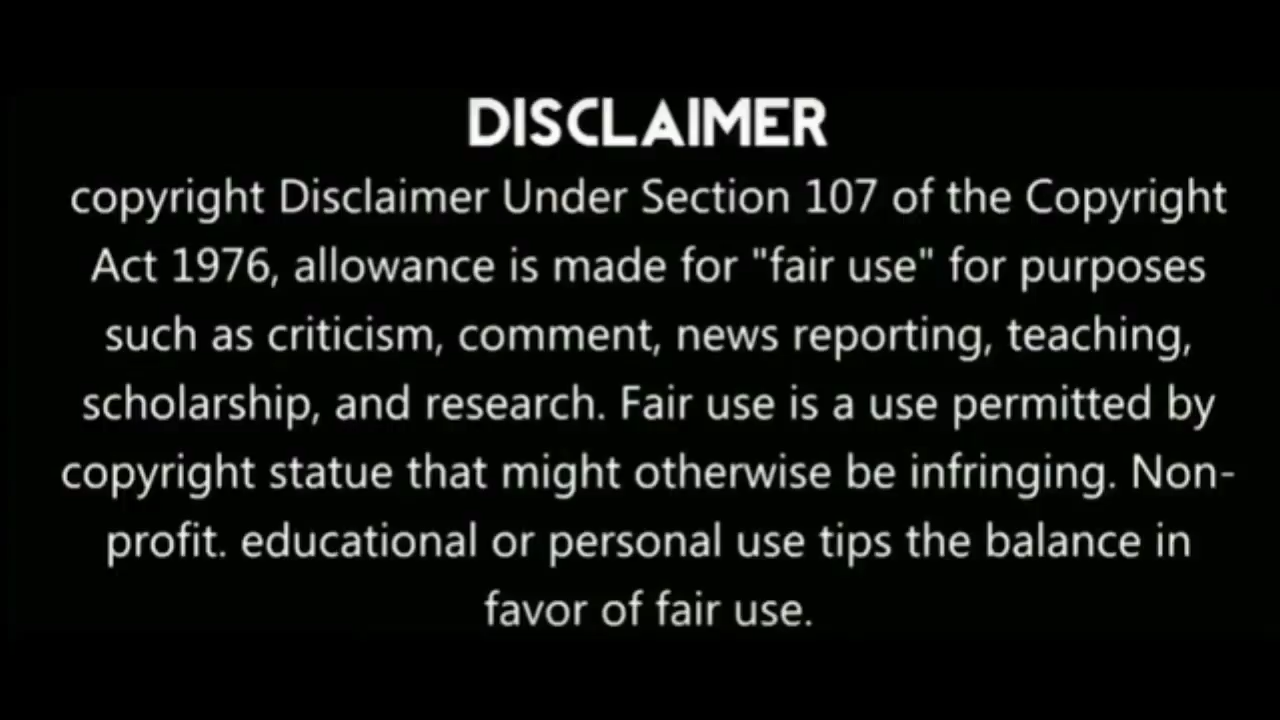 DISCLAIMER
copyright Disclaimer Under Section 107 of the Copyright
Act 1976, allowance is made for "fair use" for purposes
such as criticism, comment, news reporting, teaching,
scholarship, and research. Fair use is a use permitted by
copyright statue that might otherwise be infringing. Non-
profit. educational or personal use tips the balance in
favor of fair use.